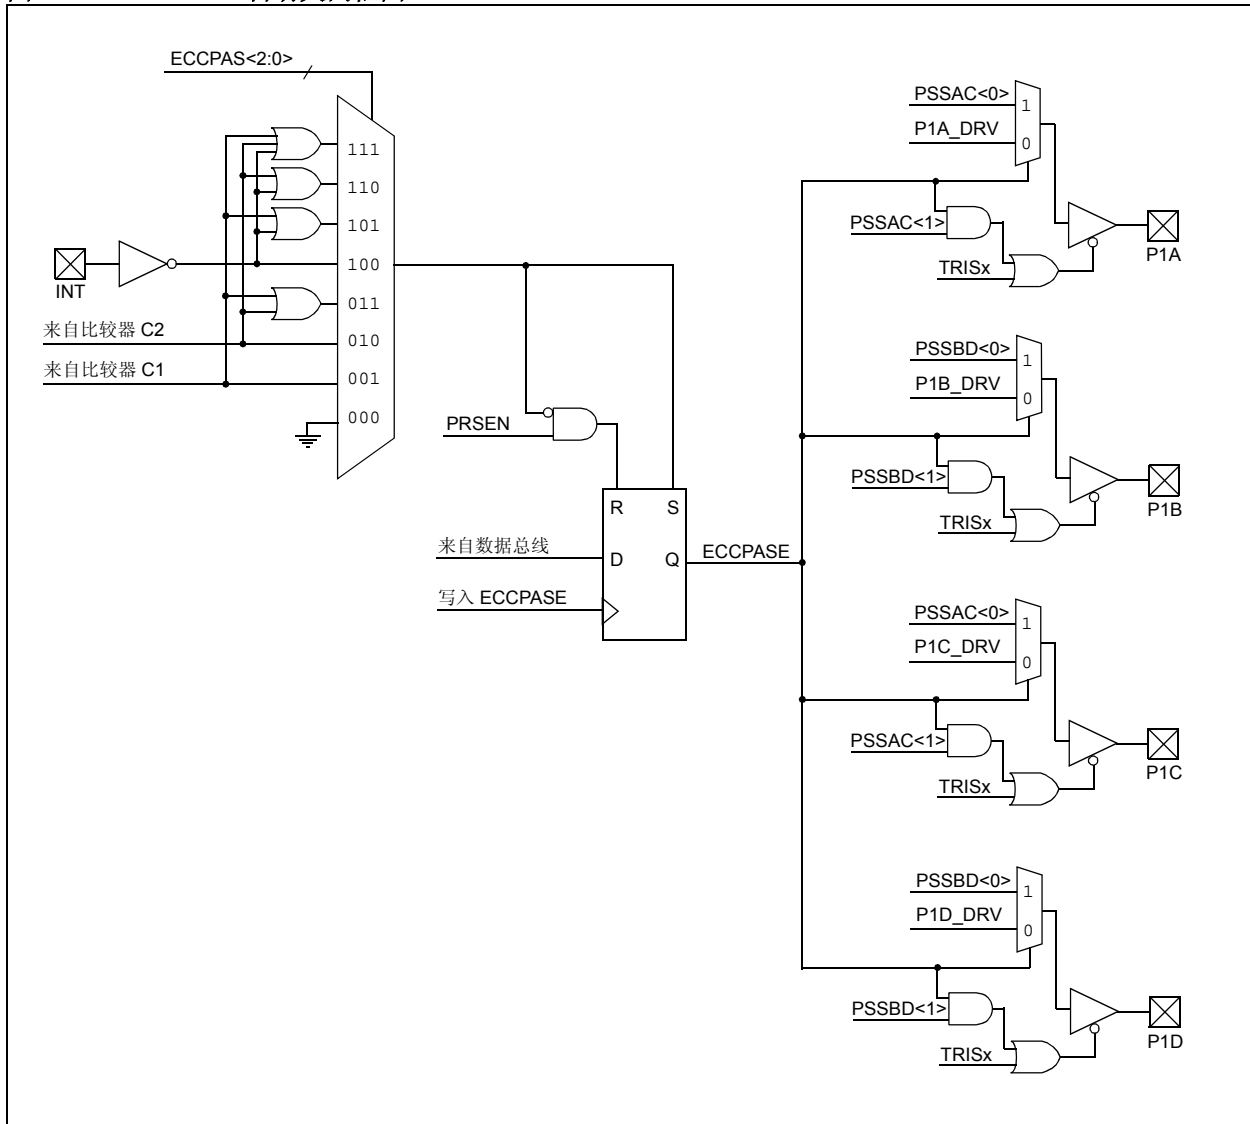 ECCPAS<2:0>
111
110
101
100
011
010
001
000
INT
来自比较器 C2
来自比较器 C1
PRSEN
R
S
来自数据总线
D
Q
ECCPASE
写入 ECCPASE
PSSAC<0>
1
P1A_DRV
0
PSSAC<1>
TRISx
P1A
PSSBD<0>
1
P1B_DRV
0
PSSBD<1>
TRISx
P1B
PSSAC<0>
1
P1C_DRV
0
PSSAC<1>
TRISx
P1C
PSSBD<0>
1
P1D_DRV
0
PSSBD<1>
TRISx
P1D